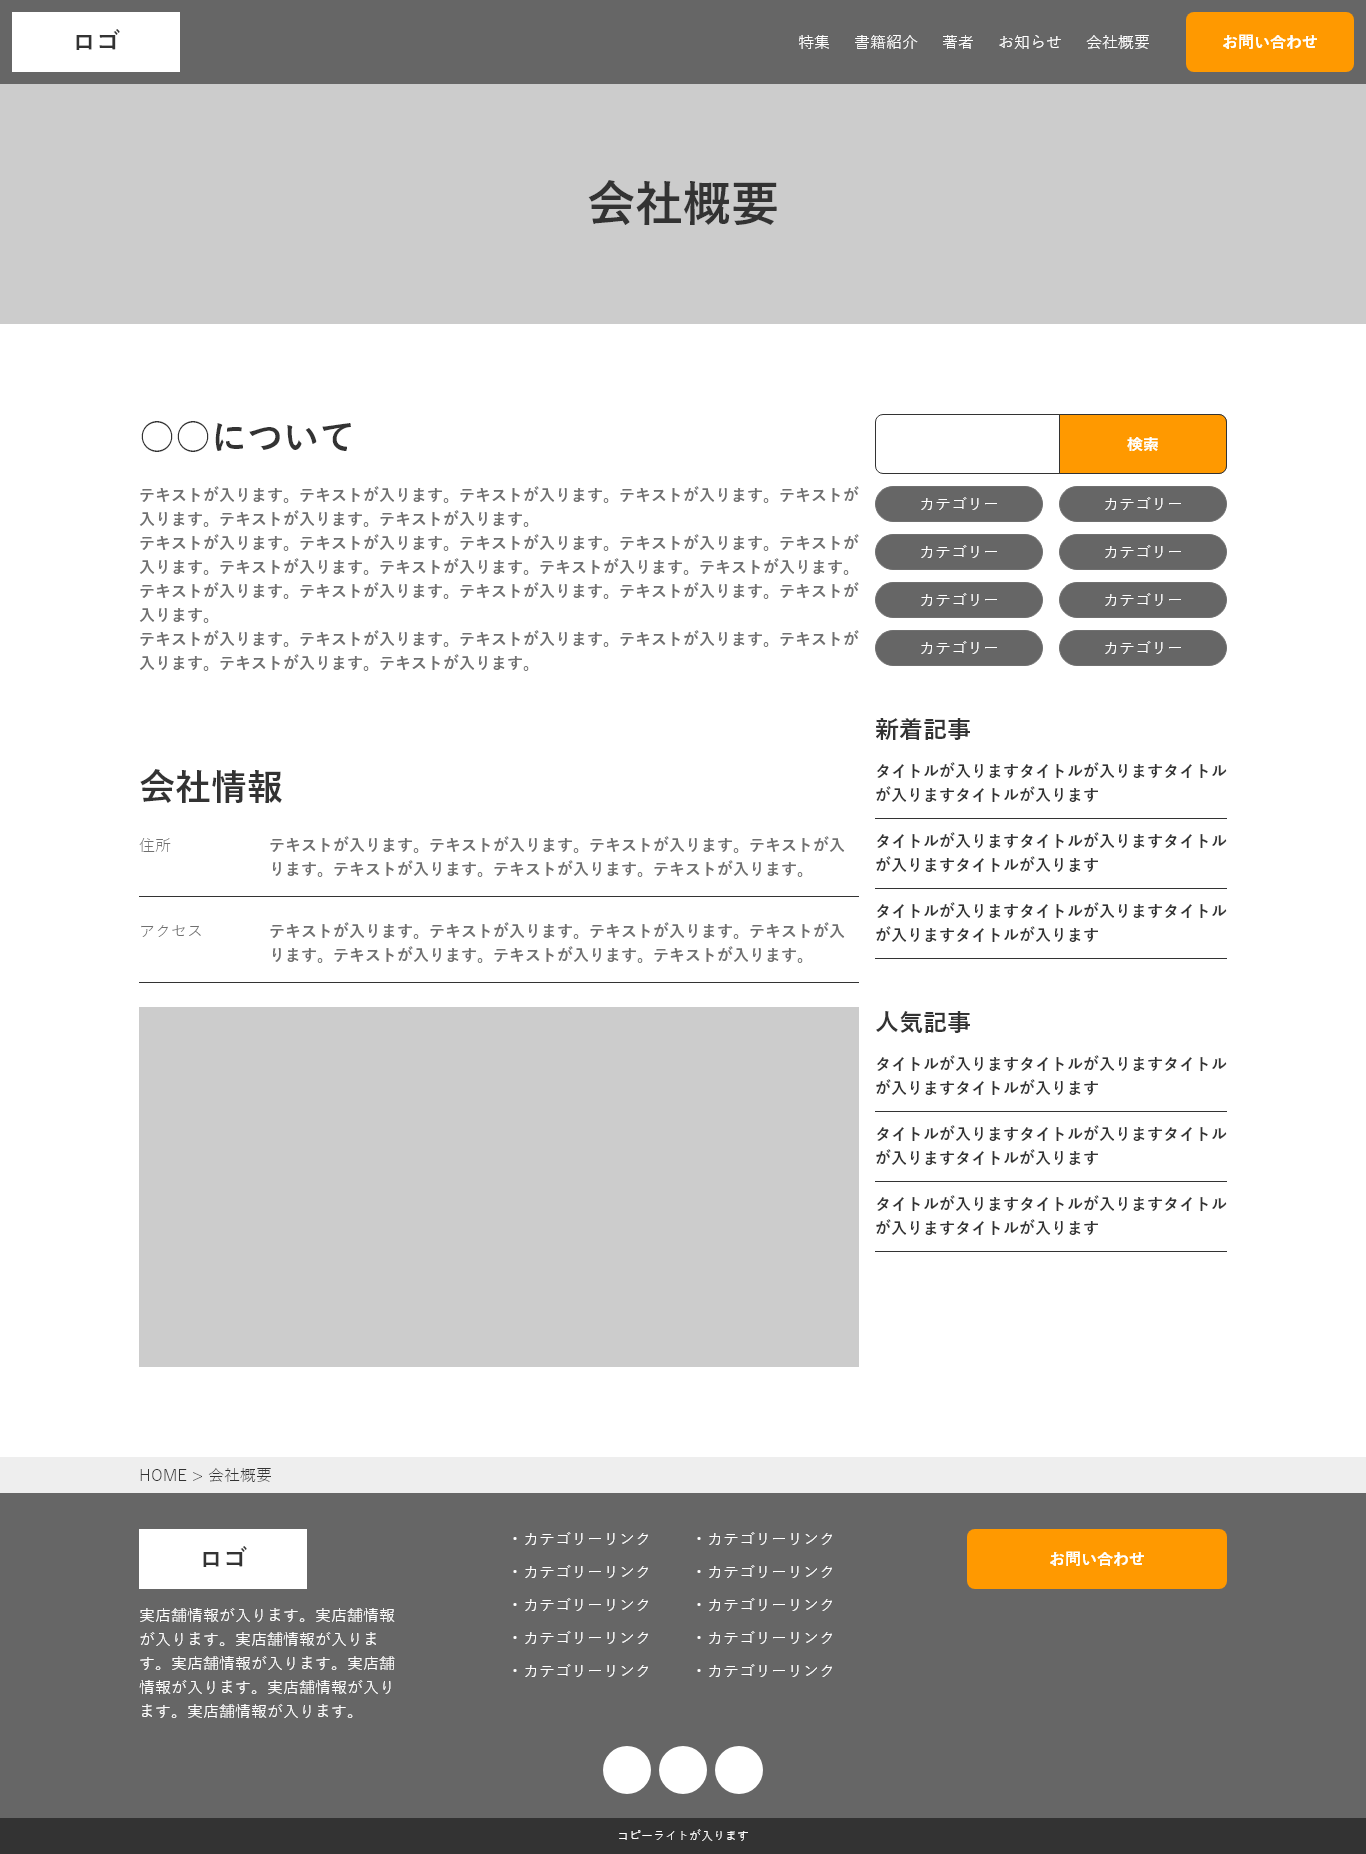 ロゴ
特集 書籍紹介 著者 お知らせ 会社概要 お問い合わせ
会社概要
○○について
テキストが入ります。テキストが入ります。テキストが入ります。テキストが入ります。テキストが
入ります。テキストが入ります。テキストが入ります。
テキストが入ります。テキストが入ります。テキストが入ります。テキストが入ります。テキストが
入ります。テキストが入ります。テキストが入ります。テキストが入ります。テキストが入ります。
テキストが入ります。テキストが入ります。テキストが入ります。テキストが入ります。テキストが
入ります。
テキストが入ります。テキストが入ります。テキストが入ります。テキストが入ります。テキストが
入ります。テキストが入ります。テキストが入ります。
会社情報
住所
テキストが入ります。テキストが入ります。テキストが入ります。テキストが入
ります。テキストが入ります。テキストが入ります。テキストが入ります。
アクセス
テキストが入ります。テキストが入ります。テキストが入ります。テキストが入
ります。テキストが入ります。テキストが入ります。テキストが入ります。
検索
カテゴリー カテゴリー
カテゴリー カテゴリー
カテゴリー カテゴリー
カテゴリー カテゴリー
新着記事
タイトルが入りますタイトルが入りますタイトル
が入りますタイトルが入ります
タイトルが入りますタイトルが入りますタイトル
が入りますタイトルが入ります
タイトルが入りますタイトルが入りますタイトル
が入りますタイトルが入ります
人気記事
タイトルが入りますタイトルが入りますタイトル
が入りますタイトルが入ります
タイトルが入りますタイトルが入りますタイトル
が入りますタイトルが入ります
タイトルが入りますタイトルが入りますタイトル
が入りますタイトルが入ります
HOME > 会社概要
ロゴ
実店舗情報が入ります。実店舗情報
が入ります。実店舗情報が入りま
す。実店舗情報が入ります。実店舗
情報が入ります。実店舗情報が入り
ます。実店舗情報が入ります。
・カテゴリーリンク ・カテゴリーリンク
・カテゴリーリンク ・カテゴリーリンク
・カテゴリーリンク ・カテゴリーリンク
・カテゴリーリンク ・カテゴリーリンク
・カテゴリーリンク ・カテゴリーリンク
お問い合わせ
コピーライトが入ります